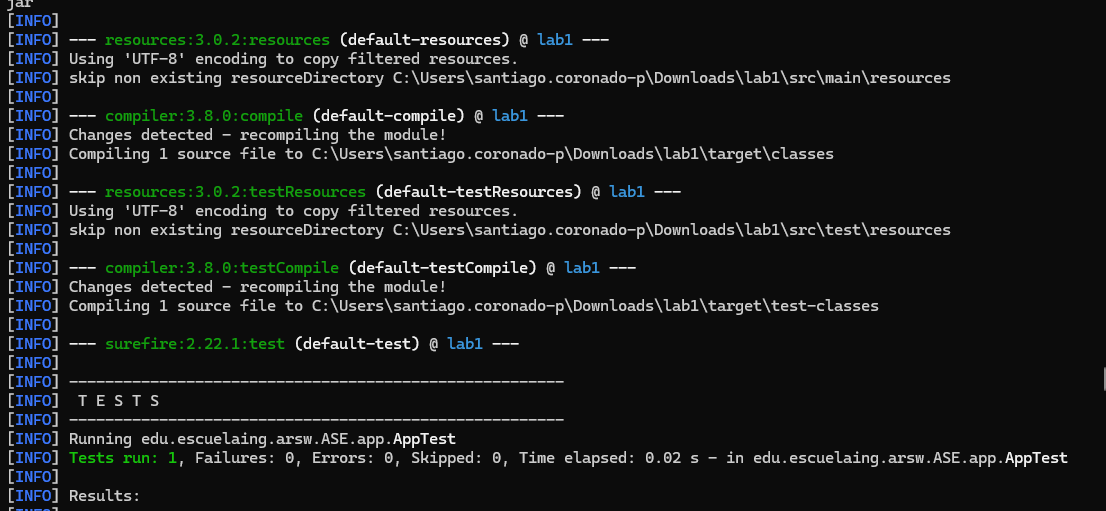 jar
[INFO]
[INFO] --- resources:3.0.2:resources (default-resources) @ lab1 ---
[INFO] Using 'UTF-8' encoding to copy filtered resources.
[INFO] skip non existing resourceDirectory C:\Users\santiago.coronado-p\Downloads\lab1\src\main\resources
[INFO]
[INFO] --- compiler:3.8.0:compile (default-compile) @ lab1 ---
[INFO] Changes detected - recompiling the module!
[INFO] Compiling 1 source file to C:\Users\santiago.coronado-p\Downloads\lab1\target\classes
[INFO]
[INFO] --- resources:3.0.2:testResources (default-testResources) @ lab1 ---
[INFO] Using 'UTF-8' encoding to copy filtered resources.
[INFO] skip non existing resourceDirectory C:\Users\santiago.coronado-p\Downloads\lab1\src\test\resources
[INFO]
[INFO] --- compiler:3.8.0:testCompile (default-testCompile) @ lab1 ---
[INFO] Changes detected - recompiling the module!
[INFO] Compiling 1 source file to C:\Users\santiago.coronado-p\Downloads\lab1\target\test-classes
[INFO]
[INFO] --- surefire:2.22.1:test (default-test) @ lab1 ---
[INFO]
[INFO] -------------------------------------------------------
[INFO]  T E S T S
[INFO] -------------------------------------------------------
[INFO] Running edu.escuelaing.arsw.ASE.app.AppTest
[INFO] Tests run: 1, Failures: 0, Errors: 0, Skipped: 0, Time elapsed: 0.02 s - in edu.escuelaing.arsw.ASE.app.AppTest
[INFO]
[INFO] Results:
[INFO]